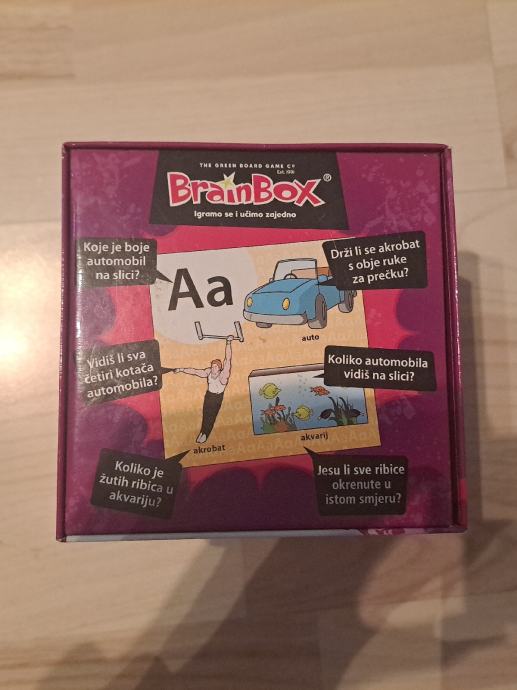 THE GREEN BOARD GAME Cº
Est. 1991
BrainBox®
Igramo se i učimo zajedno
Koje je boje
automobil
na slici?
Drži li se akrobat
s obje ruke
za prečku?
Aa
auto
Vidiš li sva
četiri kotača
automobila?
Koliko automobila
vidiš na slici?
akrobat
akvarij
Koliko je
žutih ribica u
akvariju?
Jesu li sve ribice
okrenute u
istom smjeru?